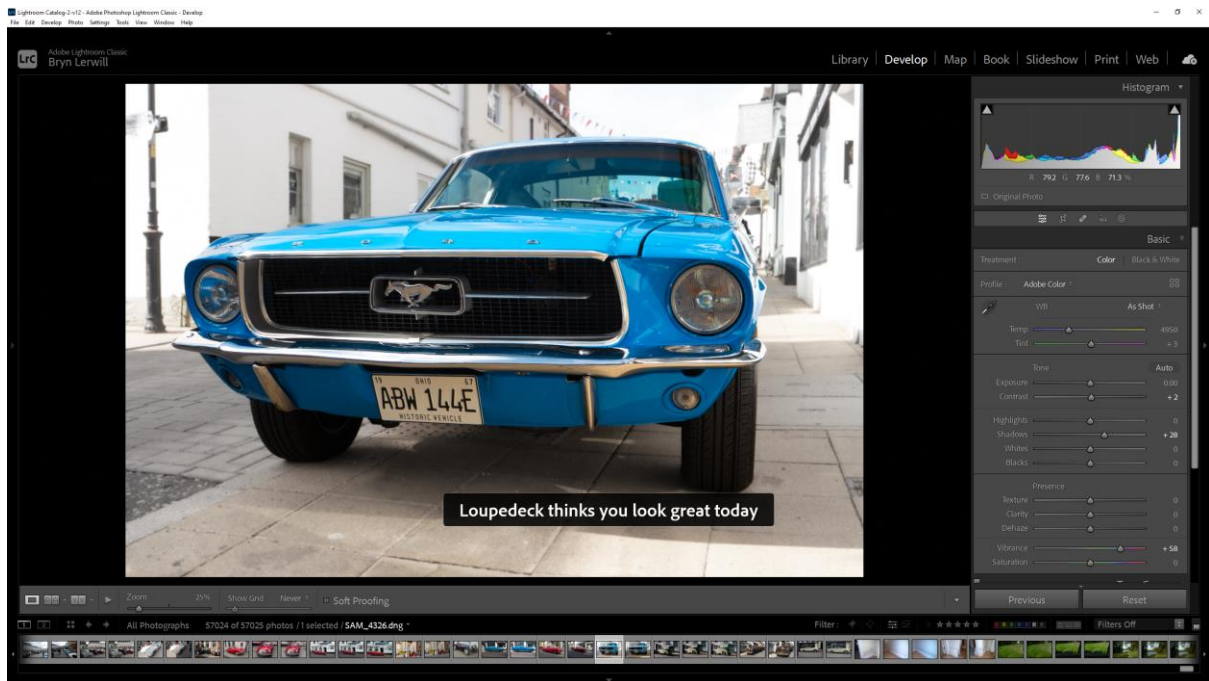 Lightroom Catalog-2-v12 - Adobe Photoshop Lightroom Classic - Develop
File Edit Develop Photo Settings Tools View Window Help
LrC
Adobe Lightroom Classic
Bryn Lerwill
Library | Develop | Map | Book | Slideshow | Print | Web
Histogram
R 79.2 G 77.6 B 71.3 %
Original Photo
Basic
Treatment : Color Black & White
Profile Adobe Color
WB As Shot
Temp 4950
Tint + 3
Tone Auto
Exposure 0.00
Contrast + 2
Highlights 0
Shadows + 28
Whites 0
Blacks 0
Presence
Texture 0
Clarity 0
Dehaze 0
Vibrance + 58
Saturation 0
19 OHIO 67
ABW 144E
HISTORIC VEHICLE
Loupedeck thinks you look great today
Zoom 25% Show Grid Never Soft Proofing
Previous Reset
1 2 All Photographs 57024 of 57025 photos / 1 selected / SAM_4326.dng
Filter : Filters Off